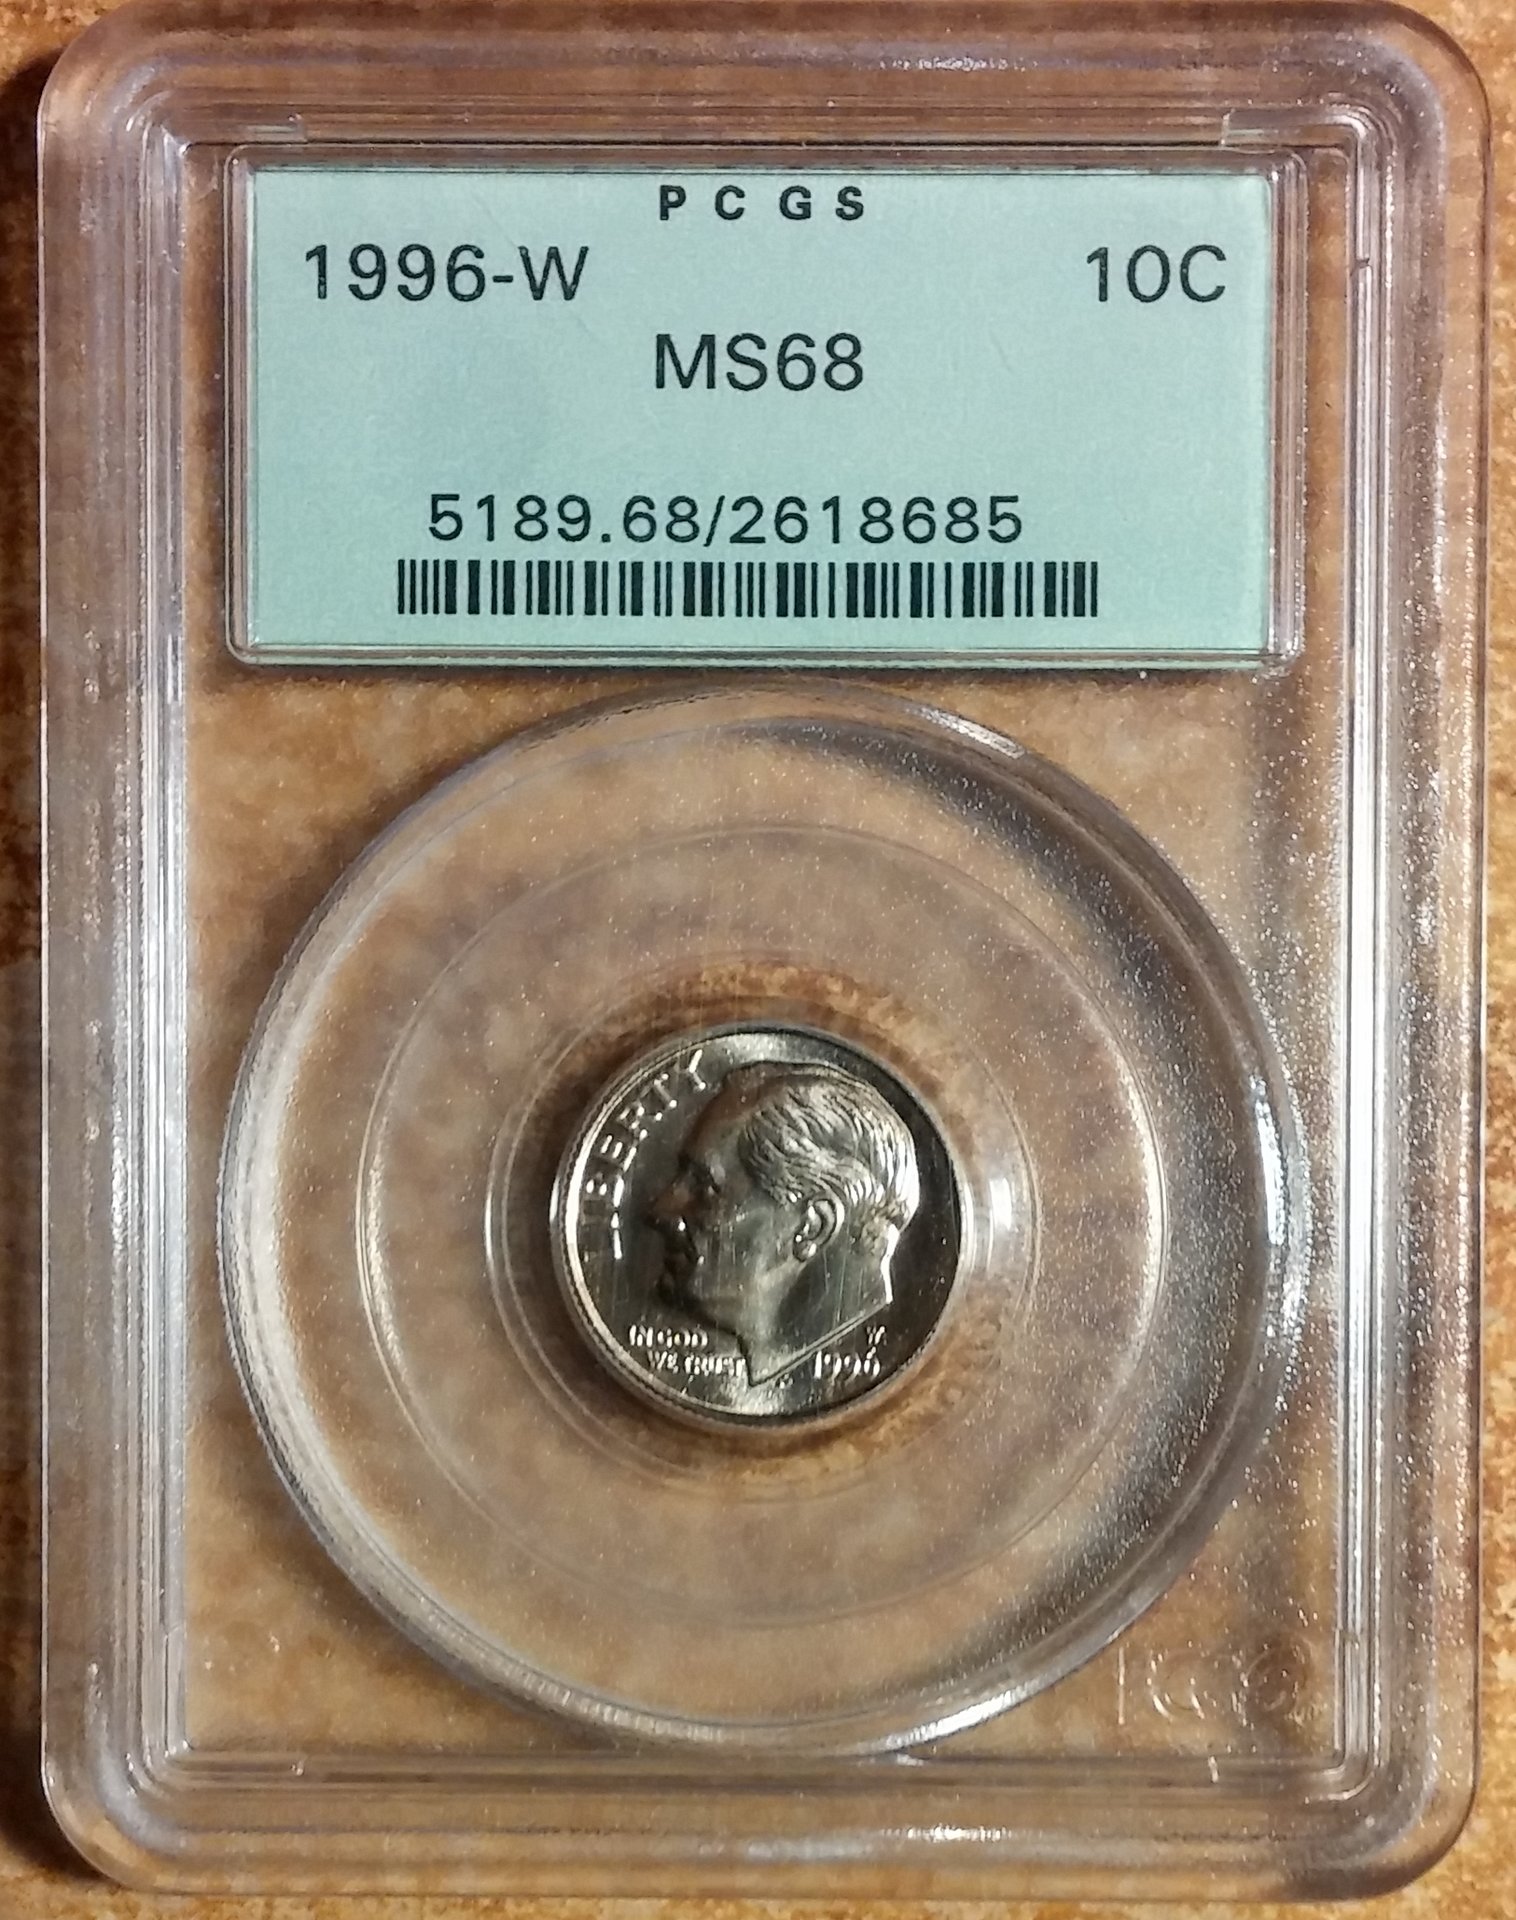 PCGS
1996-W 10C
MS68
5189.68/2618685
LIBERTY
IN GOD
WE TRUST
W
1996